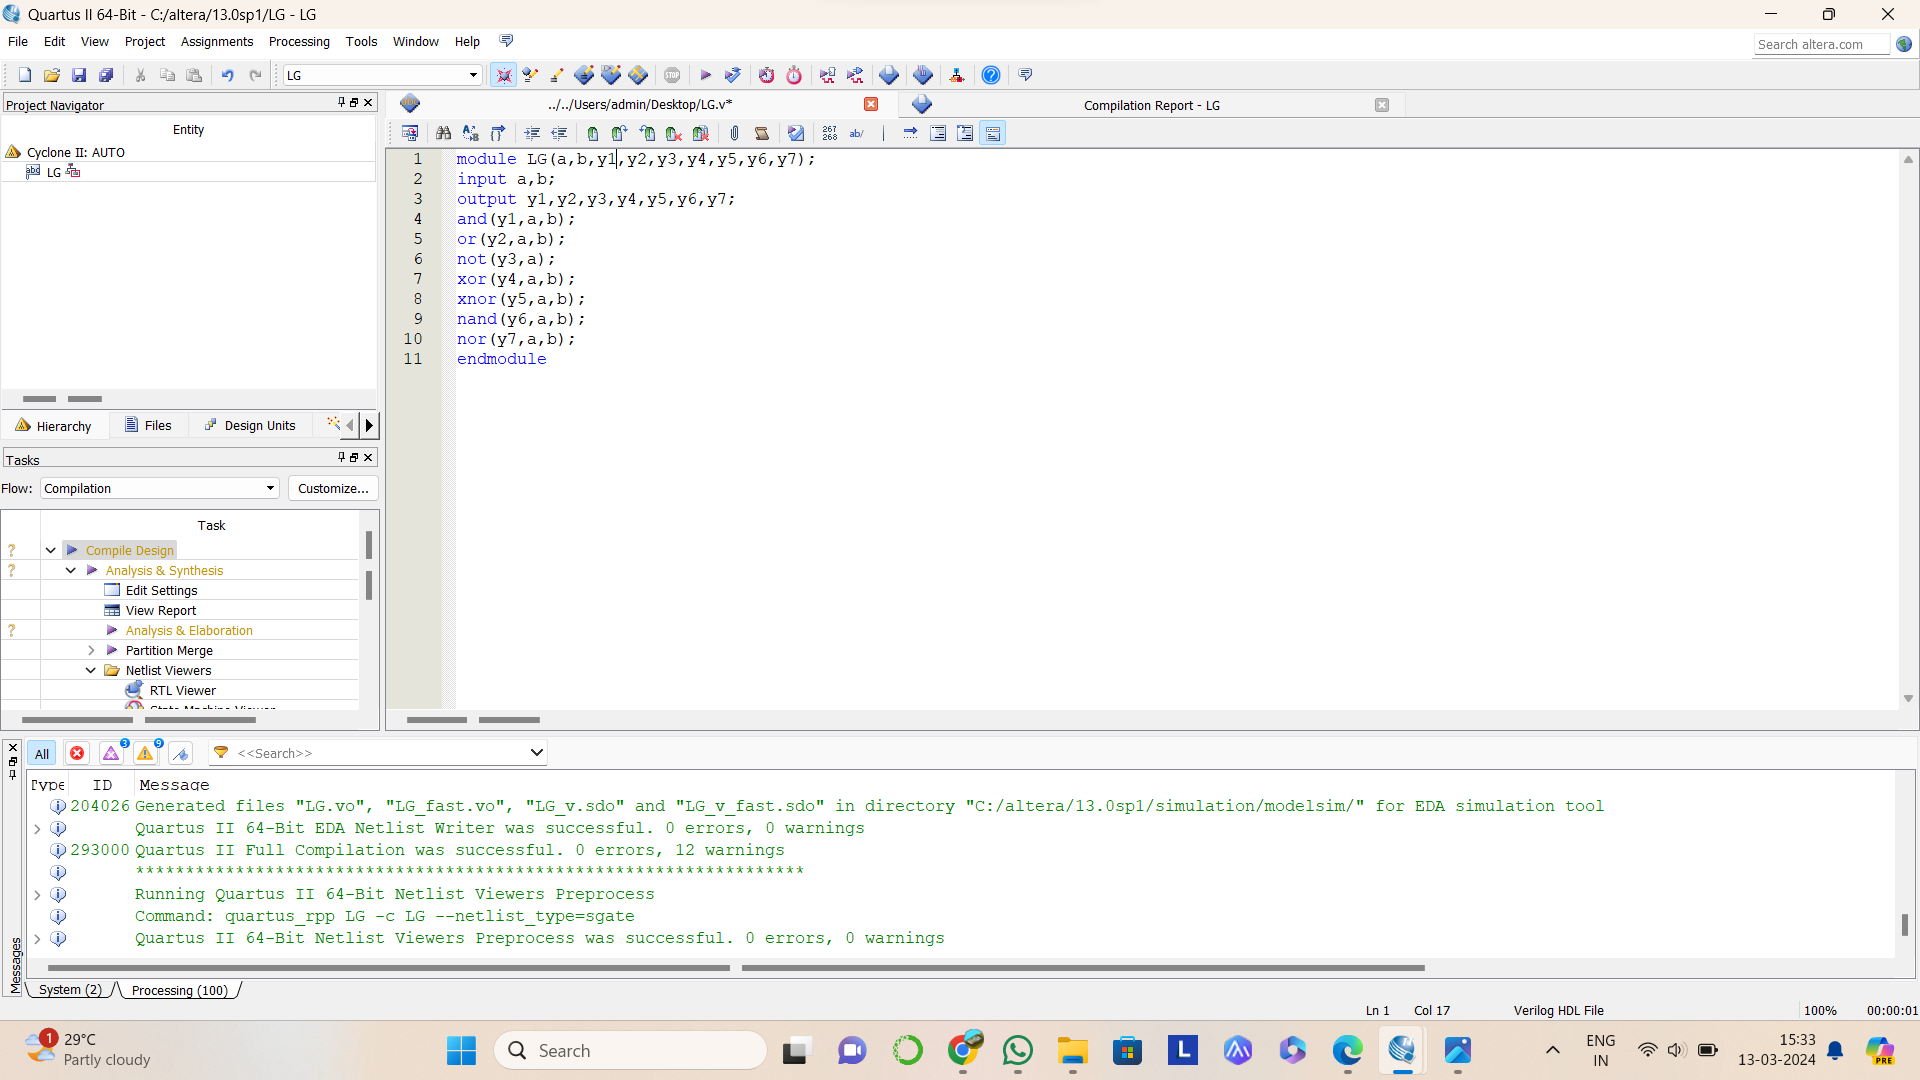 Quartus II 64-Bit - C:/altera/13.0sp1/LG - LG
File Edit View Project Assignments Processing Tools Window Help
Search altera.com
LG
Project Navigator
Entity
Cyclone II: AUTO
LG
Hierarchy Files Design Units
Tasks
Flow: Compilation Customize...
Task
Compile Design
Analysis & Synthesis
Edit Settings
View Report
Analysis & Elaboration
Partition Merge
Netlist Viewers
RTL Viewer
State Machine Viewer
../../Users/admin/Desktop/LG.v*
Compilation Report - LG
267
268
ab/
1 module LG(a,b,y1,y2,y3,y4,y5,y6,y7);
2 input a,b;
3 output y1,y2,y3,y4,y5,y6,y7;
4 and(y1,a,b);
5 or(y2,a,b);
6 not(y3,a);
7 xor(y4,a,b);
8 xnor(y5,a,b);
9 nand(y6,a,b);
10 nor(y7,a,b);
11 endmodule
All 3 9 <<Search>>
Type ID Message
204026 Generated files "LG.vo", "LG_fast.vo", "LG_v.sdo" and "LG_v_fast.sdo" in directory "C:/altera/13.0sp1/simulation/modelsim/" for EDA simulation tool
Quartus II 64-Bit EDA Netlist Writer was successful. 0 errors, 0 warnings
293000 Quartus II Full Compilation was successful. 0 errors, 12 warnings
*******************************************************************
Running Quartus II 64-Bit Netlist Viewers Preprocess
Command: quartus_rpp LG -c LG --netlist_type=sgate
Quartus II 64-Bit Netlist Viewers Preprocess was successful. 0 errors, 0 warnings
Messages
System (2) Processing (100)
Ln 1 Col 17 Verilog HDL File 100% 00:00:01
1
29°C
Partly cloudy
Search
L
ENG
IN
15:33
13-03-2024
PRE